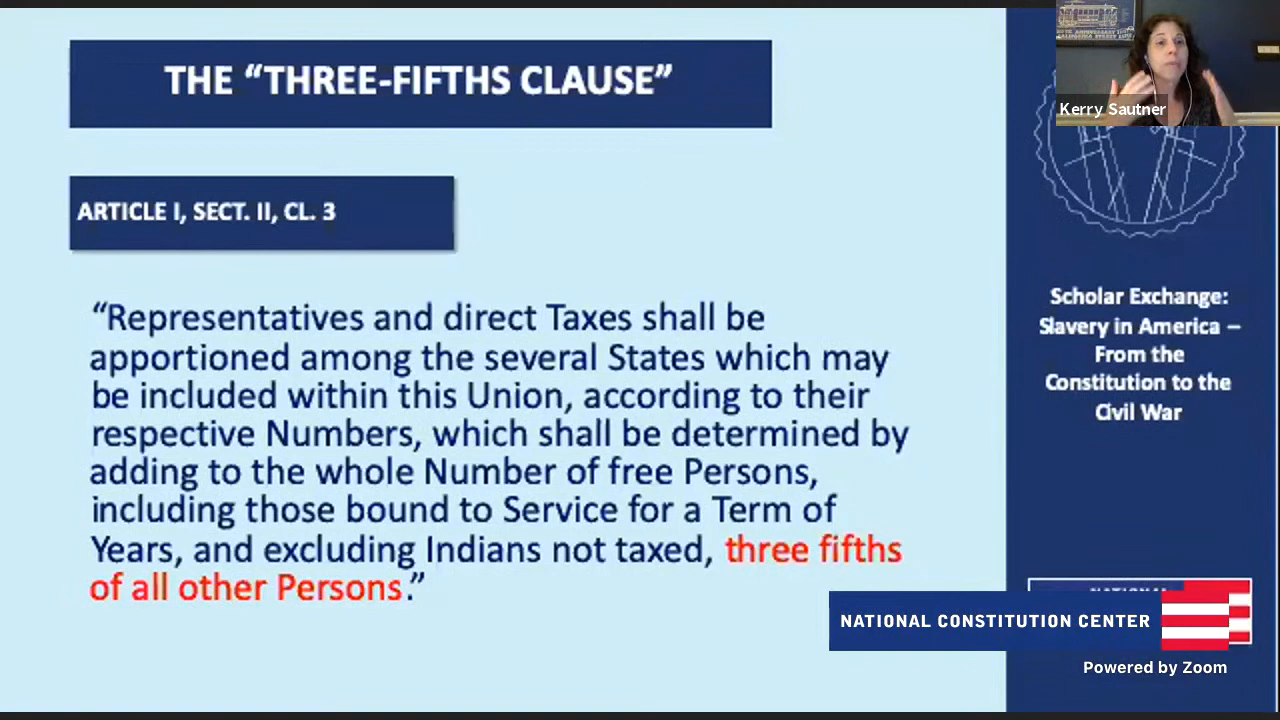 THE “THREE-FIFTHS CLAUSE”
ARTICLE I, SECT. II, CL. 3
“Representatives and direct Taxes shall be
apportioned among the several States which may
be included within this Union, according to their
respective Numbers, which shall be determined by
adding to the whole Number of free Persons,
including those bound to Service for a Term of
Years, and excluding Indians not taxed, three fifths
of all other Persons.”
Kerry Sautner
Scholar Exchange:
Slavery in America –
From the
Constitution to the
Civil War
NATIONAL
NATIONAL CONSTITUTION CENTER
Powered by Zoom